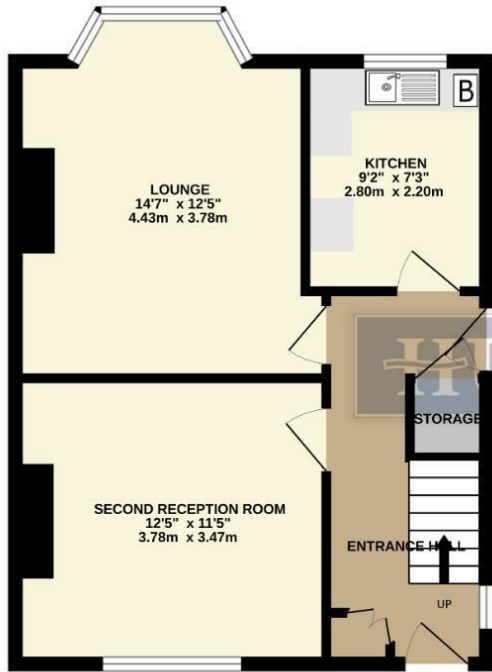 LOUNGE
14'7" x 12'5"
4.43m x 3.78m
KITCHEN
9'2" x 7'3"
2.80m x 2.20m
B
STORAGE
SECOND RECEPTION ROOM
12'5" x 11'5"
3.78m x 3.47m
ENTRANCE HALL
UP